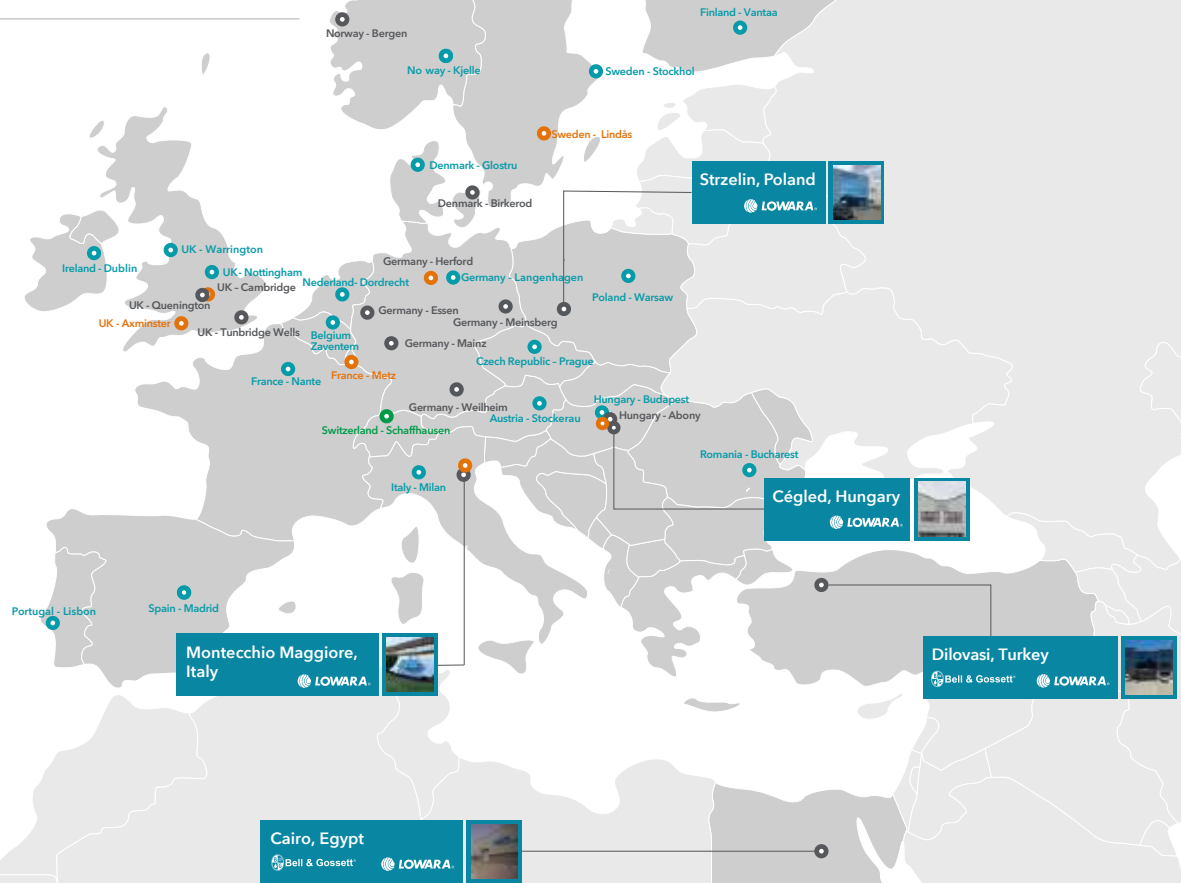 Finland - Vantaa
Norway - Bergen
No way - Kjelle
Sweden - Stockhol
Sweden - Lindås
Denmark - Glostru
Strzelin, Poland
LOWARA
Denmark - Birkerod
UK - Warrington
Germany - Herford
Ireland - Dublin
UK- Nottingham
Germany - Langenhagen
Nederland- Dordrecht
UK - Cambridge
Poland - Warsaw
UK - Quenington
Germany - Essen
UK - Axminster
Germany - Meinsberg
UK - Tunbridge Wells
Belgium
Zaventem
Germany - Mainz
Czech Republic - Prague
France - Metz
France - Nante
Hungary - Budapest
Germany - Weilheim
Hungary - Abony
Austria - Stockerau
Switzerland - Schaffhausen
Romania - Bucharest
Italy - Milan
Cégled, Hungary
LOWARA
Spain - Madrid
Portugal - Lisbon
Montecchio Maggiore,
Italy
LOWARA
Dilovasi, Turkey
Bell & Gossett LOWARA
Cairo, Egypt
Bell & Gossett LOWARA